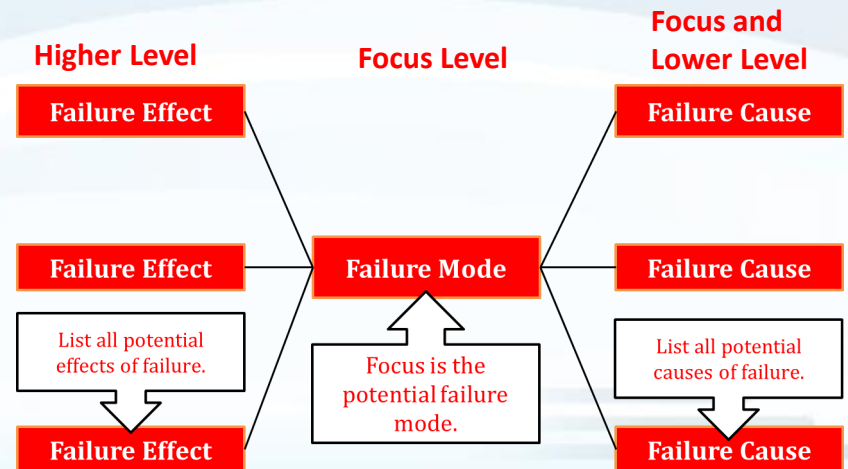 Higher Level
Focus Level
Focus and
Lower Level
Failure Effect
Failure Cause
Failure Effect
Failure Mode
Failure Cause
List all potential
effects of failure.
Focus is the
potential failure
mode.
List all potential
causes of failure.
Failure Effect
Failure Cause